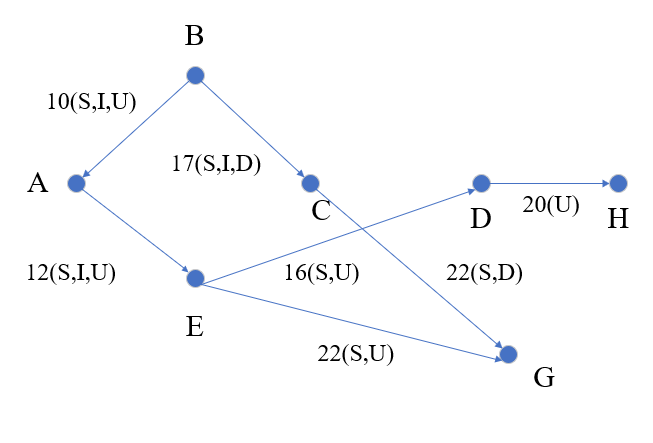 B
10(S,I,U)
17(S,I,D)
A
C
D
20(U)
H
12(S,I,U)
16(S,U)
22(S,D)
E
22(S,U)
G